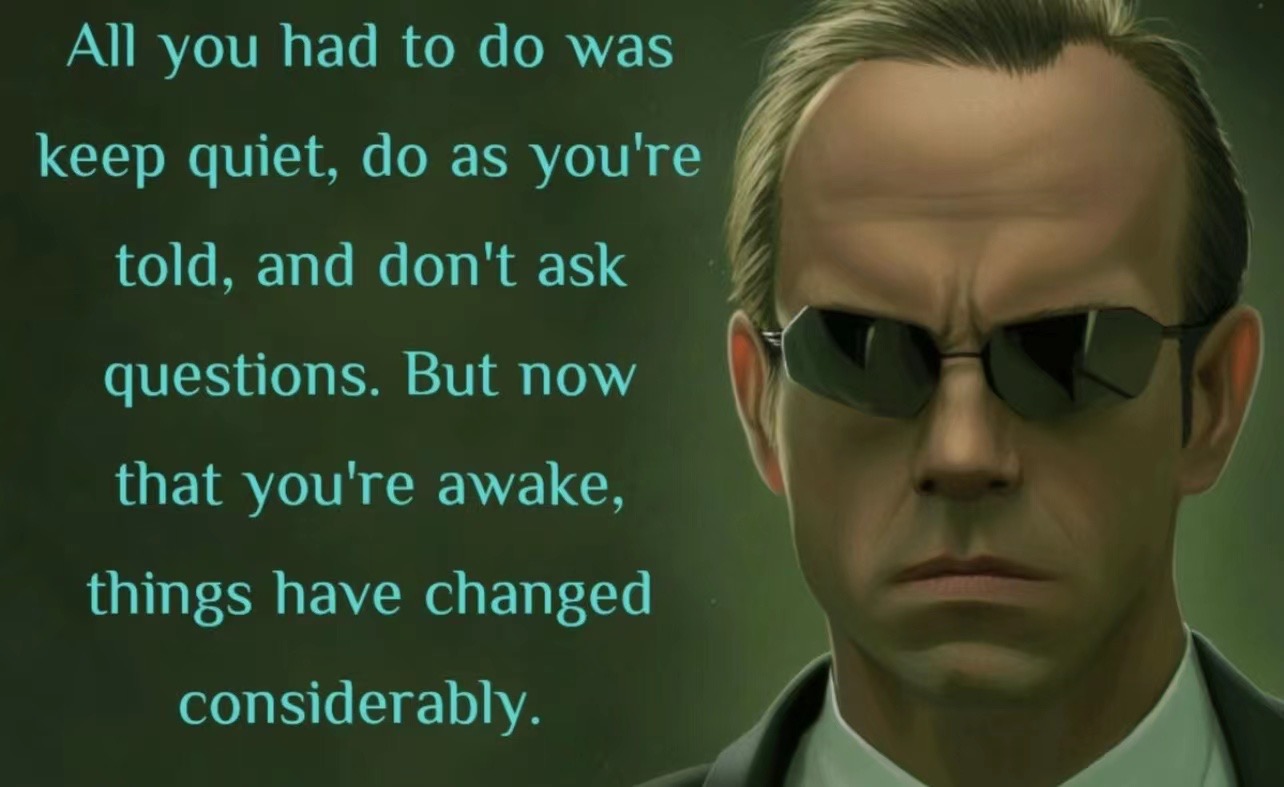 All you had to do was
keep quiet, do as you're
told, and don't ask
questions. But now
that you're awake,
things have changed
considerably.